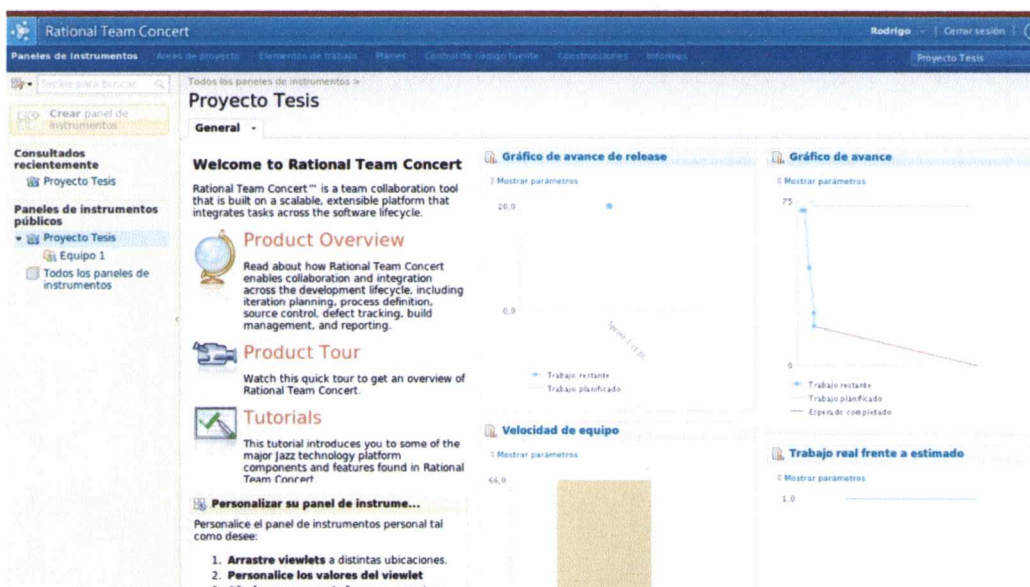 Rational Team Concert
Rodrigo | Cerrar sesión |
Paneles de Instrumentos Áreas de proyecto Elementos de trabajo Planes Control de código fuente Construcciones Informes
Proyecto Tesis
Todos los paneles de instrumentos >
Proyecto Tesis
General
Crear panel de
instrumentos
Consultados
recientemente
Proyecto Tesis
Paneles de instrumentos
públicos
Proyecto Tesis
Equipo 1
Todos los paneles de
instrumentos
Welcome to Rational Team Concert
Rational Team Concert™ is a team collaboration tool
that is built on a scalable, extensible platform that
integrates tasks across the software lifecycle.
Product Overview
Read about how Rational Team Concert
enables collaboration and integration
across the development lifecycle, including
iteration planning, process definition,
source control, defect tracking, build
management, and reporting.
Product Tour
Watch this quick tour to get an overview of
Rational Team Concert.
Tutorials
This tutorial introduces you to some of the
major Jazz technology platform
components and features found in Rational
Team Concert
Personalizar su panel de instrume...
Personalice el panel de instrumentos personal tal
como desee:
1. Arrastre viewlets a distintas ubicaciones.
2. Personalice los valores del viewlet
Gráfico de avance de release
Mostrar parámetros
20,0
0,0
Sprint 1 (1.0)
Trabajo restante
Trabajo planificado
Velocidad de equipo
Mostrar parámetros
66,0
Gráfico de avance
Mostrar parámetros
75
0
Trabajo restante
Trabajo planificado
Esperado completado
Trabajo real frente a estimado
Mostrar parámetros
1,0